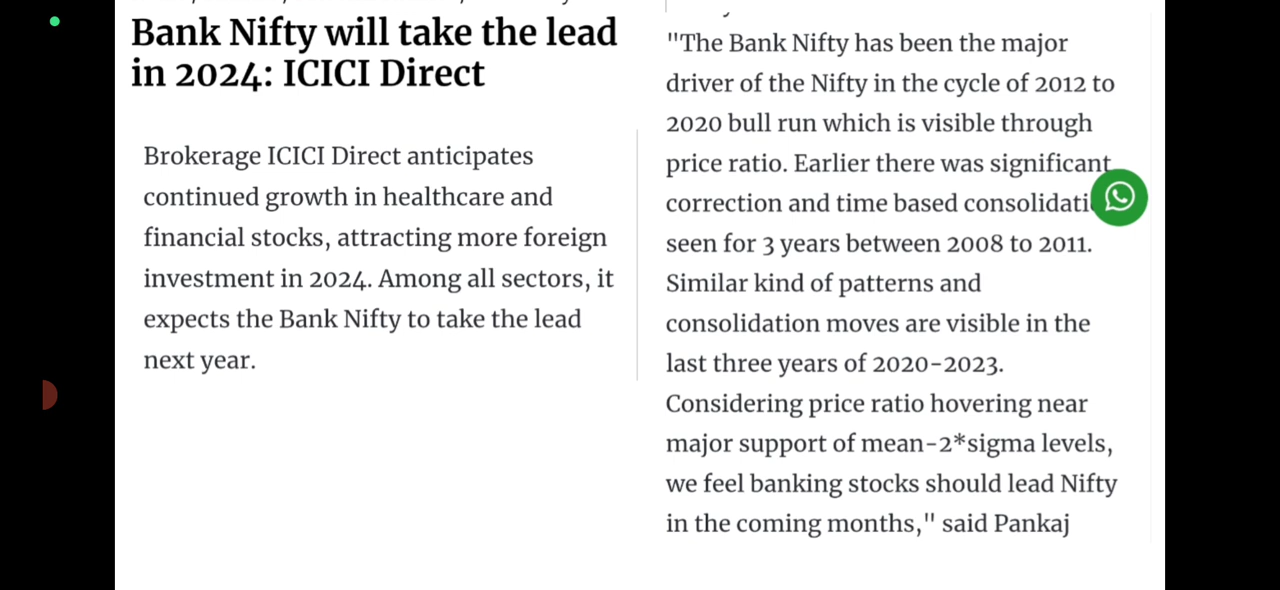 Bank Nifty will take the lead
in 2024: ICICI Direct
Brokerage ICICI Direct anticipates
continued growth in healthcare and
financial stocks, attracting more foreign
investment in 2024. Among all sectors, it
expects the Bank Nifty to take the lead
next year.
"The Bank Nifty has been the major
driver of the Nifty in the cycle of 2012 to
2020 bull run which is visible through
price ratio. Earlier there was significant
correction and time based
seen for 3 years between 2008 to 2011.
Similar kind of patterns and
consolidation moves are visible in the
last three years of 2020-2023.
Considering price ratio hovering near
major support of mean-2*sigma levels,
we feel banking stocks should lead Nifty
in the coming months," said Pankaj